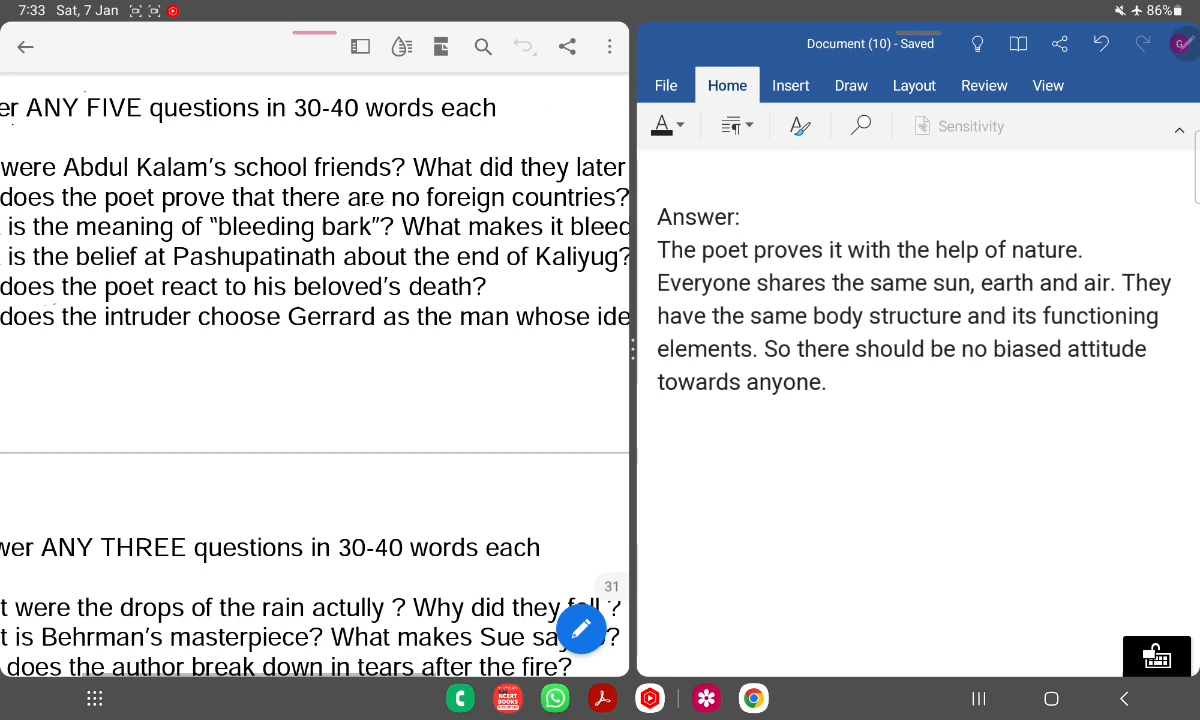 7:33 Sat, 7 Jan
86%
er ANY FIVE questions in 30-40 words each
were Abdul Kalam's school friends? What did they later
does the poet prove that there are no foreign countries?
is the meaning of "bleeding bark"? What makes it bleed
is the belief at Pashupatinath about the end of Kaliyug?
does the poet react to his beloved's death?
does the intruder choose Gerrard as the man whose ide
wer ANY THREE questions in 30-40 words each
31
t were the drops of the rain actully ? Why did they fall ?
t is Behrman's masterpiece? What makes Sue sa ?
does the author break down in tears after the fire?
Document (10) - Saved
G
File Home Insert Draw Layout Review View
A
Sensitivity
Answer:
The poet proves it with the help of nature.
Everyone shares the same sun, earth and air. They
have the same body structure and its functioning
elements. So there should be no biased attitude
towards anyone.
NCERT
BOOKS